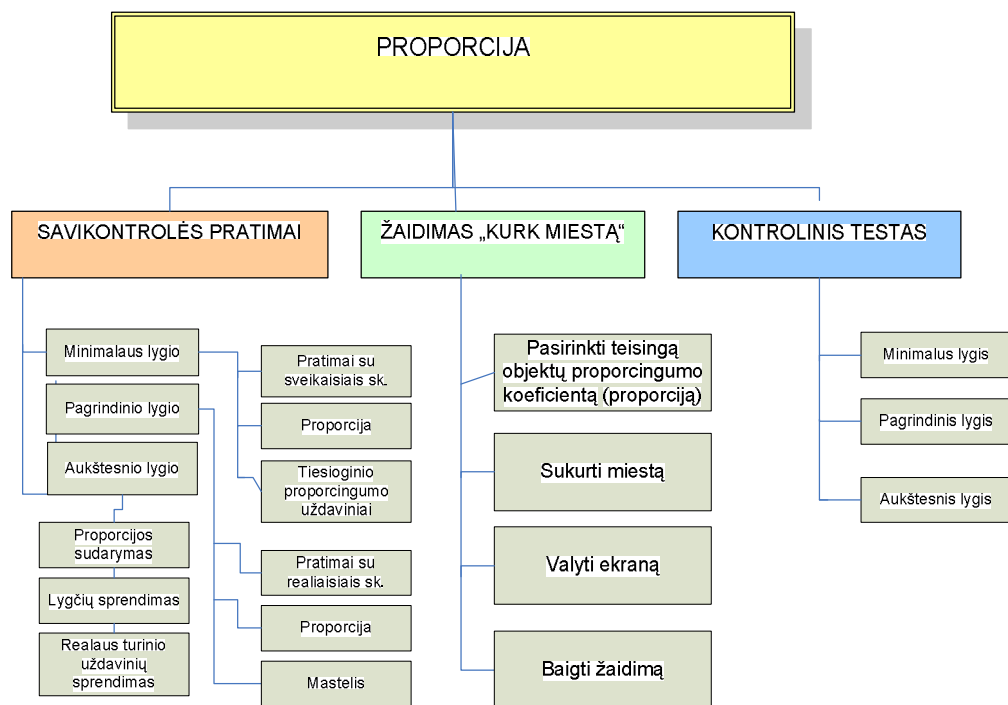 PROPORCIJA
SAVIKONTROLĖS PRATIMAI
ŽAIDIMAS „KURK MIESTĄ“
KONTROLINIS TESTAS
Minimalaus lygio
Pagrindinio lygio
Aukštesnio lygio
Proporcijos
sudarymas
Lygčių sprendimas
Realaus turinio
uždavinių
sprendimas
Pratimai su
sveikaisiais sk.
Proporcija
Tiesioginio
proporcingumo
uždaviniai
Pratimai su
realiaisiais sk.
Proporcija
Mastelis
Pasirinkti teisingą
objektų proporcingumo
koeficientą (proporciją)
Sukurti miestą
Valyti ekraną
Baigti žaidimą
Minimalus lygis
Pagrindinis lygis
Aukštesnis lygis